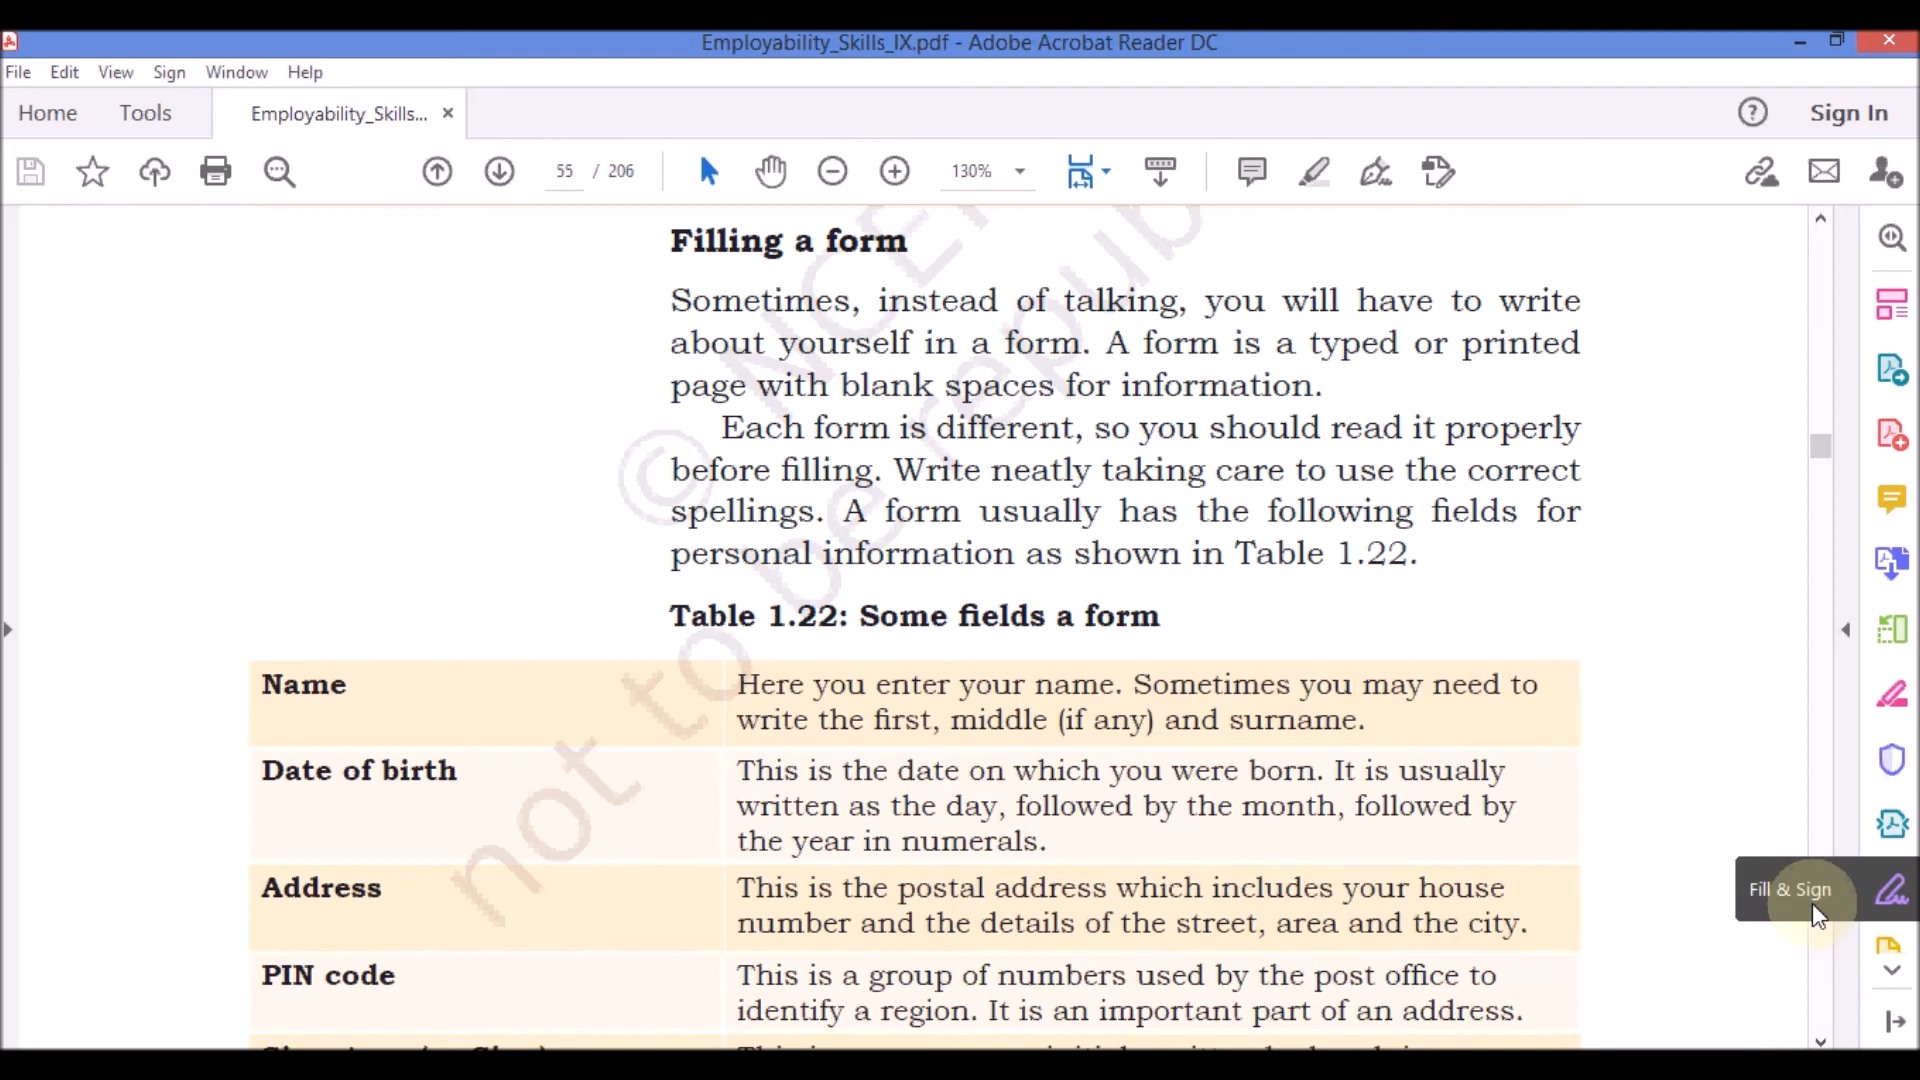 Employability_Skills_IX.pdf - Adobe Acrobat Reader DC
File Edit View Sign Window Help
Home Tools Employability_Skills... × Sign In
55 / 206 130%
Filling a form
Sometimes, instead of talking, you will have to write
about yourself in a form. A form is a typed or printed
page with blank spaces for information.
Each form is different, so you should read it properly
before filling. Write neatly taking care to use the correct
spellings. A form usually has the following fields for
personal information as shown in Table 1.22.
Table 1.22: Some fields a form
Name Here you enter your name. Sometimes you may need to
write the first, middle (if any) and surname.
Date of birth This is the date on which you were born. It is usually
written as the day, followed by the month, followed by
the year in numerals.
Address This is the postal address which includes your house
number and the details of the street, area and the city.
PIN code This is a group of numbers used by the post office to
identify a region. It is an important part of an address.
Fill & Sign
©
not to be